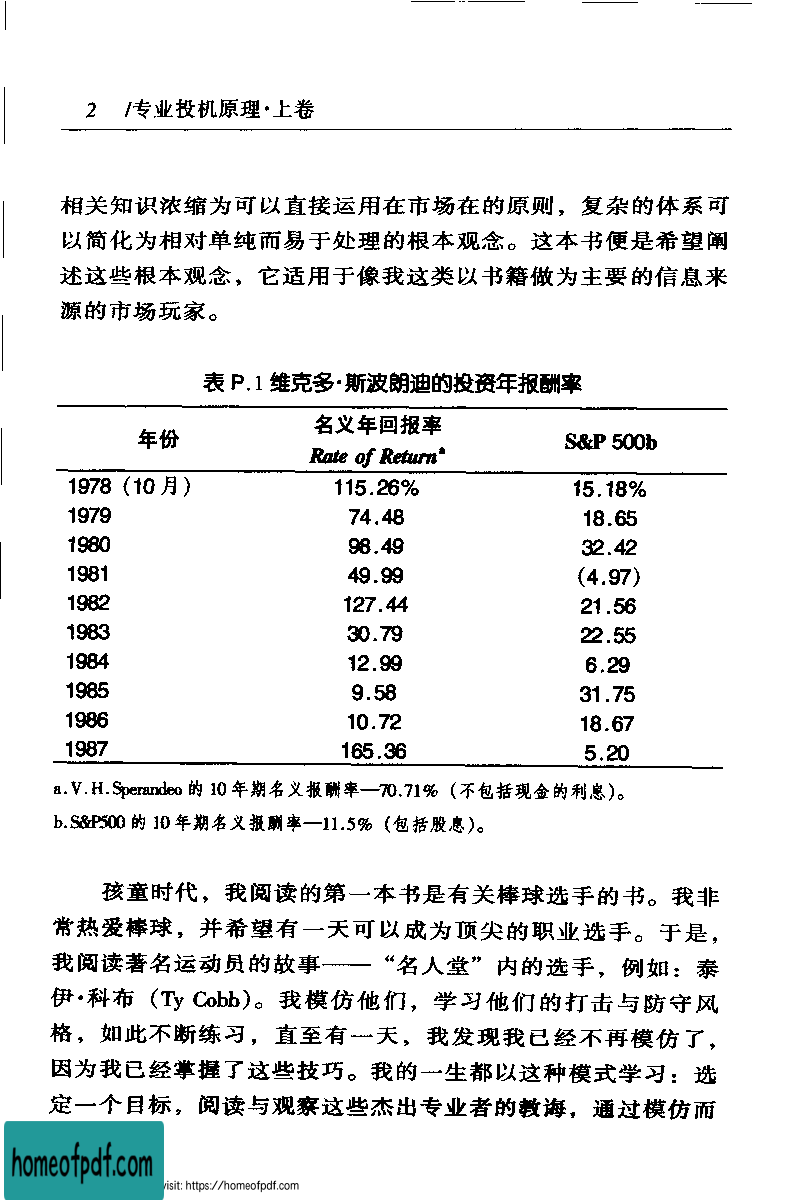 2 /专业投机原理·上卷
相关知识浓缩为可以直接运用在市场在的原则，复杂的体系可
以简化为相对单纯而易于处理的根本观念。这本书便是希望阐
述这些根本观念，它适用于像我这类以书籍做为主要的信息来
源的市场玩家。
表 P.1 维克多·斯波朗迪的投资年报酬率
年份 名义年回报率 Rate of Returnª S&P 500b
1978（10月） 115.26% 15.18%
1979 74.48 18.65
1980 98.49 32.42
1981 49.99 (4.97)
1982 127.44 21.56
1983 30.79 22.55
1984 12.99 6.29
1985 9.58 31.75
1986 10.72 18.67
1987 165.36 5.20
a.V.H.Sperandeo 的 10 年期名义报酬率—70.71%（不包括现金的利息）。
b.S&P500 的 10 年期名义报酬率—11.5%（包括股息）。
孩童时代，我阅读的第一本书是有关棒球选手的书。我非
常热爱棒球，并希望有一天可以成为顶尖的职业选手。于是，
我阅读著名运动员的故事——“名人堂”内的选手，例如：泰
伊·科布（Ty Cobb）。我模仿他们，学习他们的打击与防守风
格，如此不断练习，直至有一天，我发现我已经不再模仿了，
因为我已经掌握了这些技巧。我的一生都以这种模式学习：选
定一个目标，阅读与观察这些杰出专业者的教诲，通过模仿而
homeofpdf.com
visit: https://homeofpdf.com